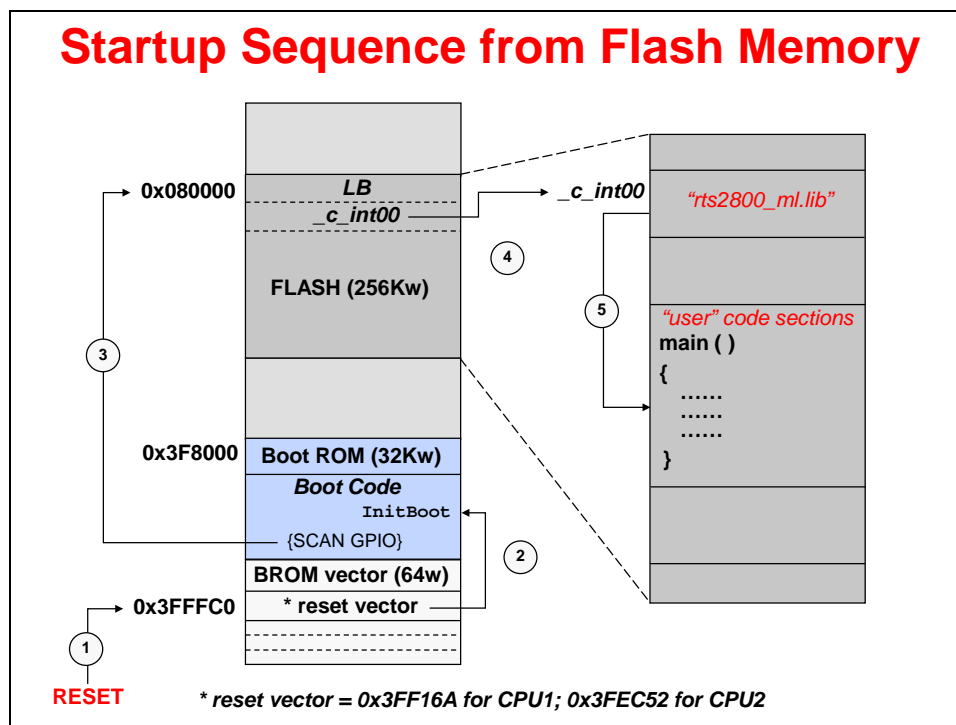 Startup Sequence from Flash Memory
0x080000
LB
_c_int00
FLASH (256Kw)
_c_int00
"rts2800_ml.lib"
4
5
"user" code sections
main ( )
{
......
......
......
}
3
0x3F8000
Boot ROM (32Kw)
Boot Code
InitBoot
{SCAN GPIO}
2
BROM vector (64w)
0x3FFFC0
* reset vector
1
RESET
* reset vector = 0x3FF16A for CPU1; 0x3FEC52 for CPU2